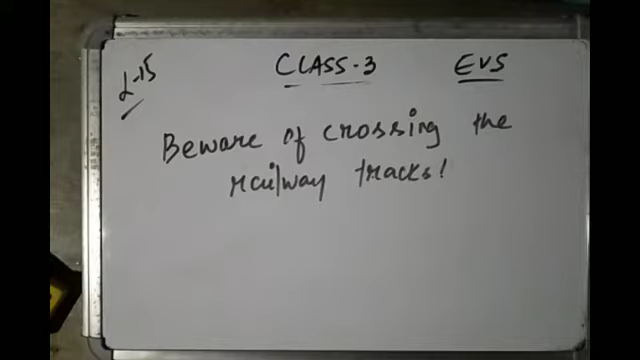 L-15 CLASS-3 EVS
Beware of crossing the
railway tracks!